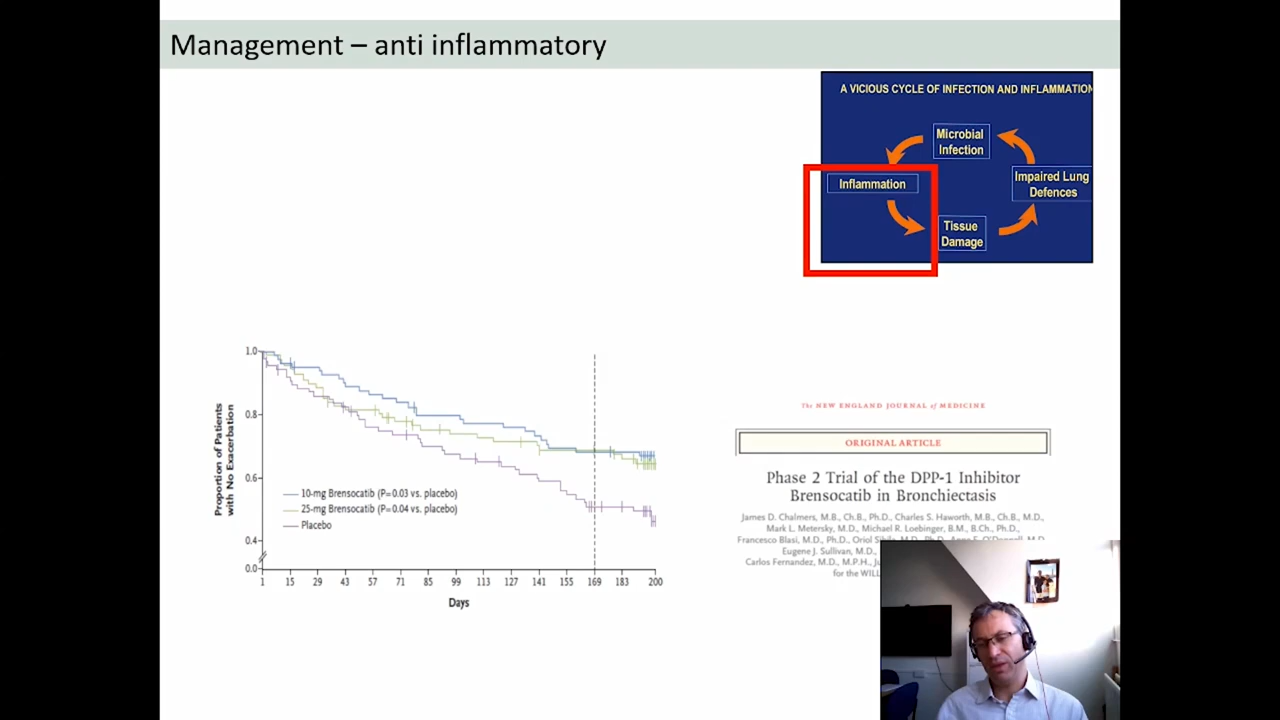 Management – anti inflammatory
A VICIOUS CYCLE OF INFECTION AND INFLAMMATION
Microbial
Infection
Inflammation
Impaired Lung
Defences
Tissue
Damage
Proportion of Patients
with No Exacerbation
1.0
0.8
0.6
0.4
0.0
10-mg Brensocatib (P=0.03 vs. placebo)
25-mg Brensocatib (P=0.04 vs. placebo)
Placebo
1 15 29 43 57 71 85 99 113 127 141 155 169 183 200
Days
The NEW ENGLAND JOURNAL of MEDICINE
ORIGINAL ARTICLE
Phase 2 Trial of the DPP-1 Inhibitor
Brensocatib in Bronchiectasis
James D. Chalmers, M.B., Ch.B., Ph.D., Charles S. Haworth, M.B., Ch.B., M.D.,
Mark L. Metersky, M.D., Michael R. Loebinger, B.M., B.Ch., Ph.D.,
Francesco Blasi, M.D., Ph.D., Oriol
Eugene J. Sullivan, M.D.,
Carlos Fernandez, M.D., M.P.H.,
for the